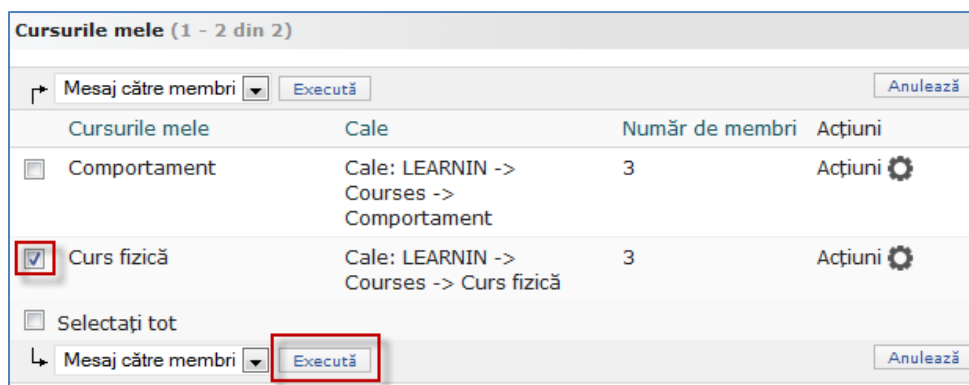 Cursurile mele (1 - 2 din 2)
Mesaj către membri Execută Anulează
Cursurile mele Cale Număr de membri Acțiuni
Comportament Cale: LEARNIN -> 3 Acțiuni
Courses ->
Comportament
Curs fizică Cale: LEARNIN -> 3 Acțiuni
Courses -> Curs fizică
Selectați tot
Mesaj către membri Execută Anulează